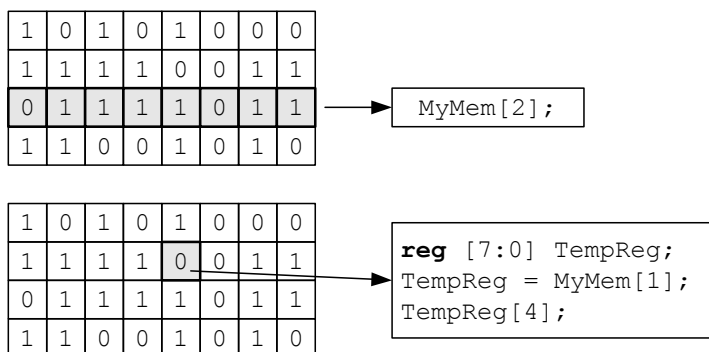 1 0 1 0 1 0 0 0
1 1 1 1 0 0 1 1
0 1 1 1 1 0 1 1
1 1 0 0 1 0 1 0
MyMem[2];
1 0 1 0 1 0 0 0
1 1 1 1 0 0 1 1
0 1 1 1 1 0 1 1
1 1 0 0 1 0 1 0
reg [7:0] TempReg;
TempReg = MyMem[1];
TempReg[4];